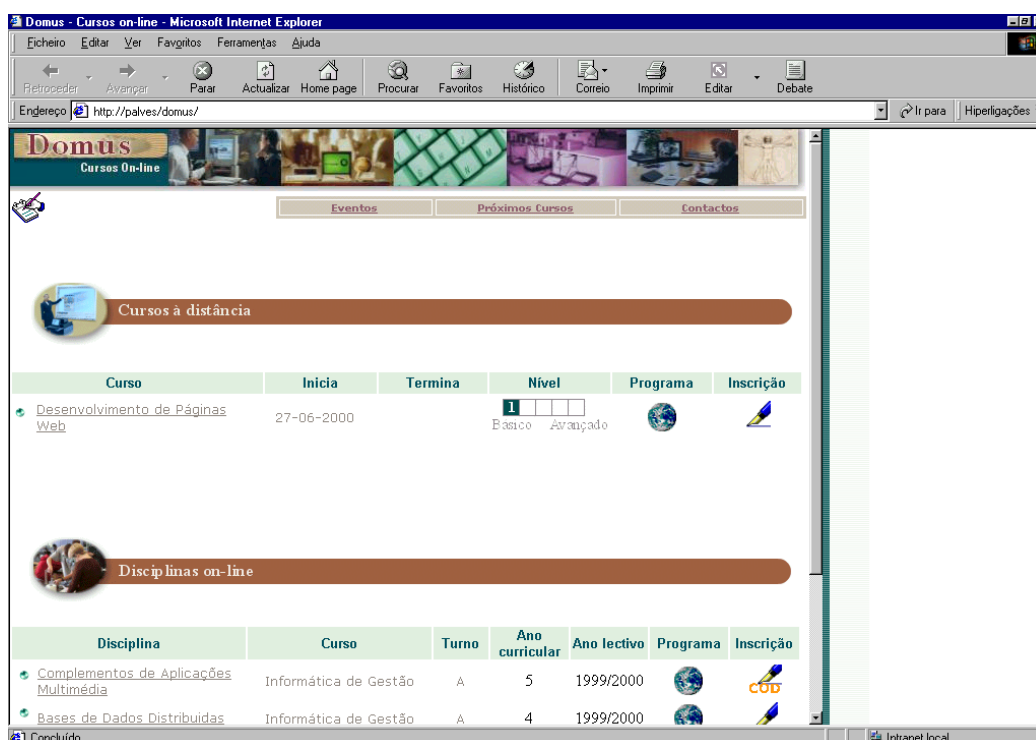 Domus - Cursos on-line - Microsoft Internet Explorer
Ficheiro Editar Ver Favoritos Ferramentas Ajuda
Retroceder Avançar Parar Actualizar Home page Procurar Favoritos Histórico Correio Imprimir Editar Debate
Endereço http://palves/domus/ Ir para Hiperligações
Domus
Cursos On-line
Eventos Próximos Cursos Contactos
Cursos à distância
Curso Inicia Termina Nível Programa Inscrição
Desenvolvimento de Páginas
Web
27-06-2000
1
Básico Avançado
Disciplinas on-line
Disciplina Curso Turno Ano curricular Ano lectivo Programa Inscrição
Complementos de Aplicações
Multimédia
Informática de Gestão A 5 1999/2000 COD
Bases de Dados Distribuidas Informática de Gestão A 4 1999/2000
Concluído Intranet local